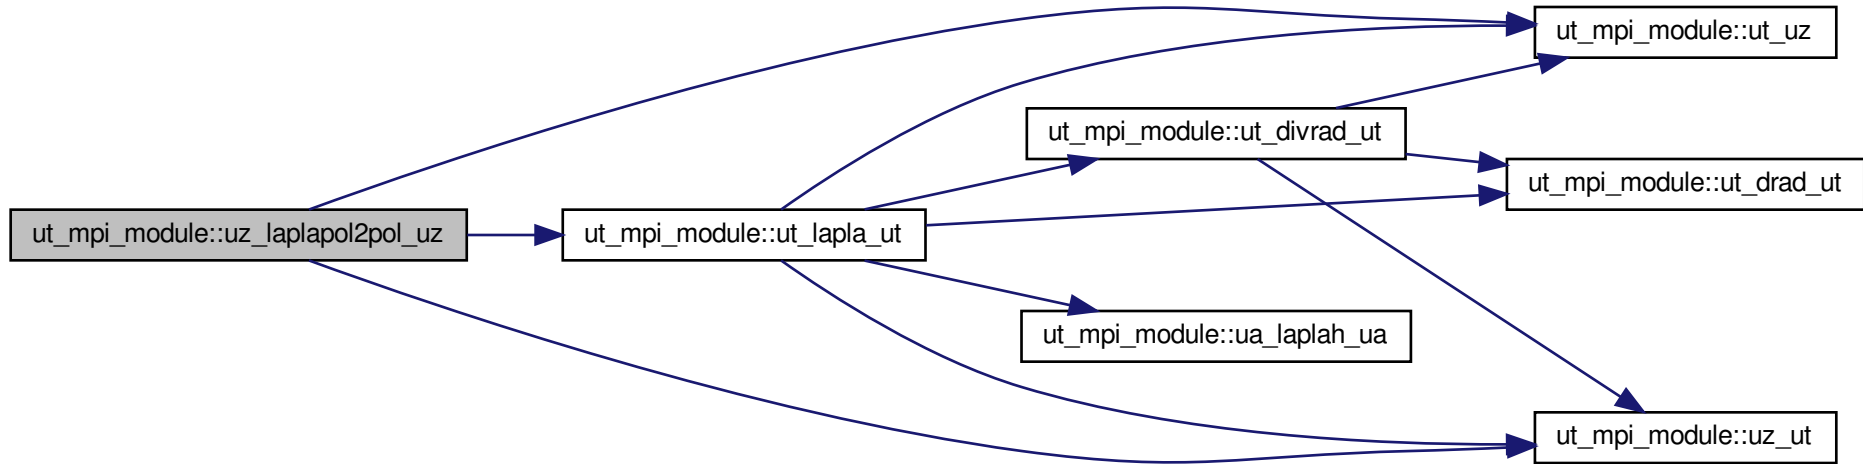 ut_mpi_module::ut_uz
ut_mpi_module::ut_divrad_ut
ut_mpi_module::ut_drad_ut
ut_mpi_module::uz_laplapol2pol_uz
ut_mpi_module::ut_lapla_ut
ut_mpi_module::ua_laplah_ua
ut_mpi_module::uz_ut